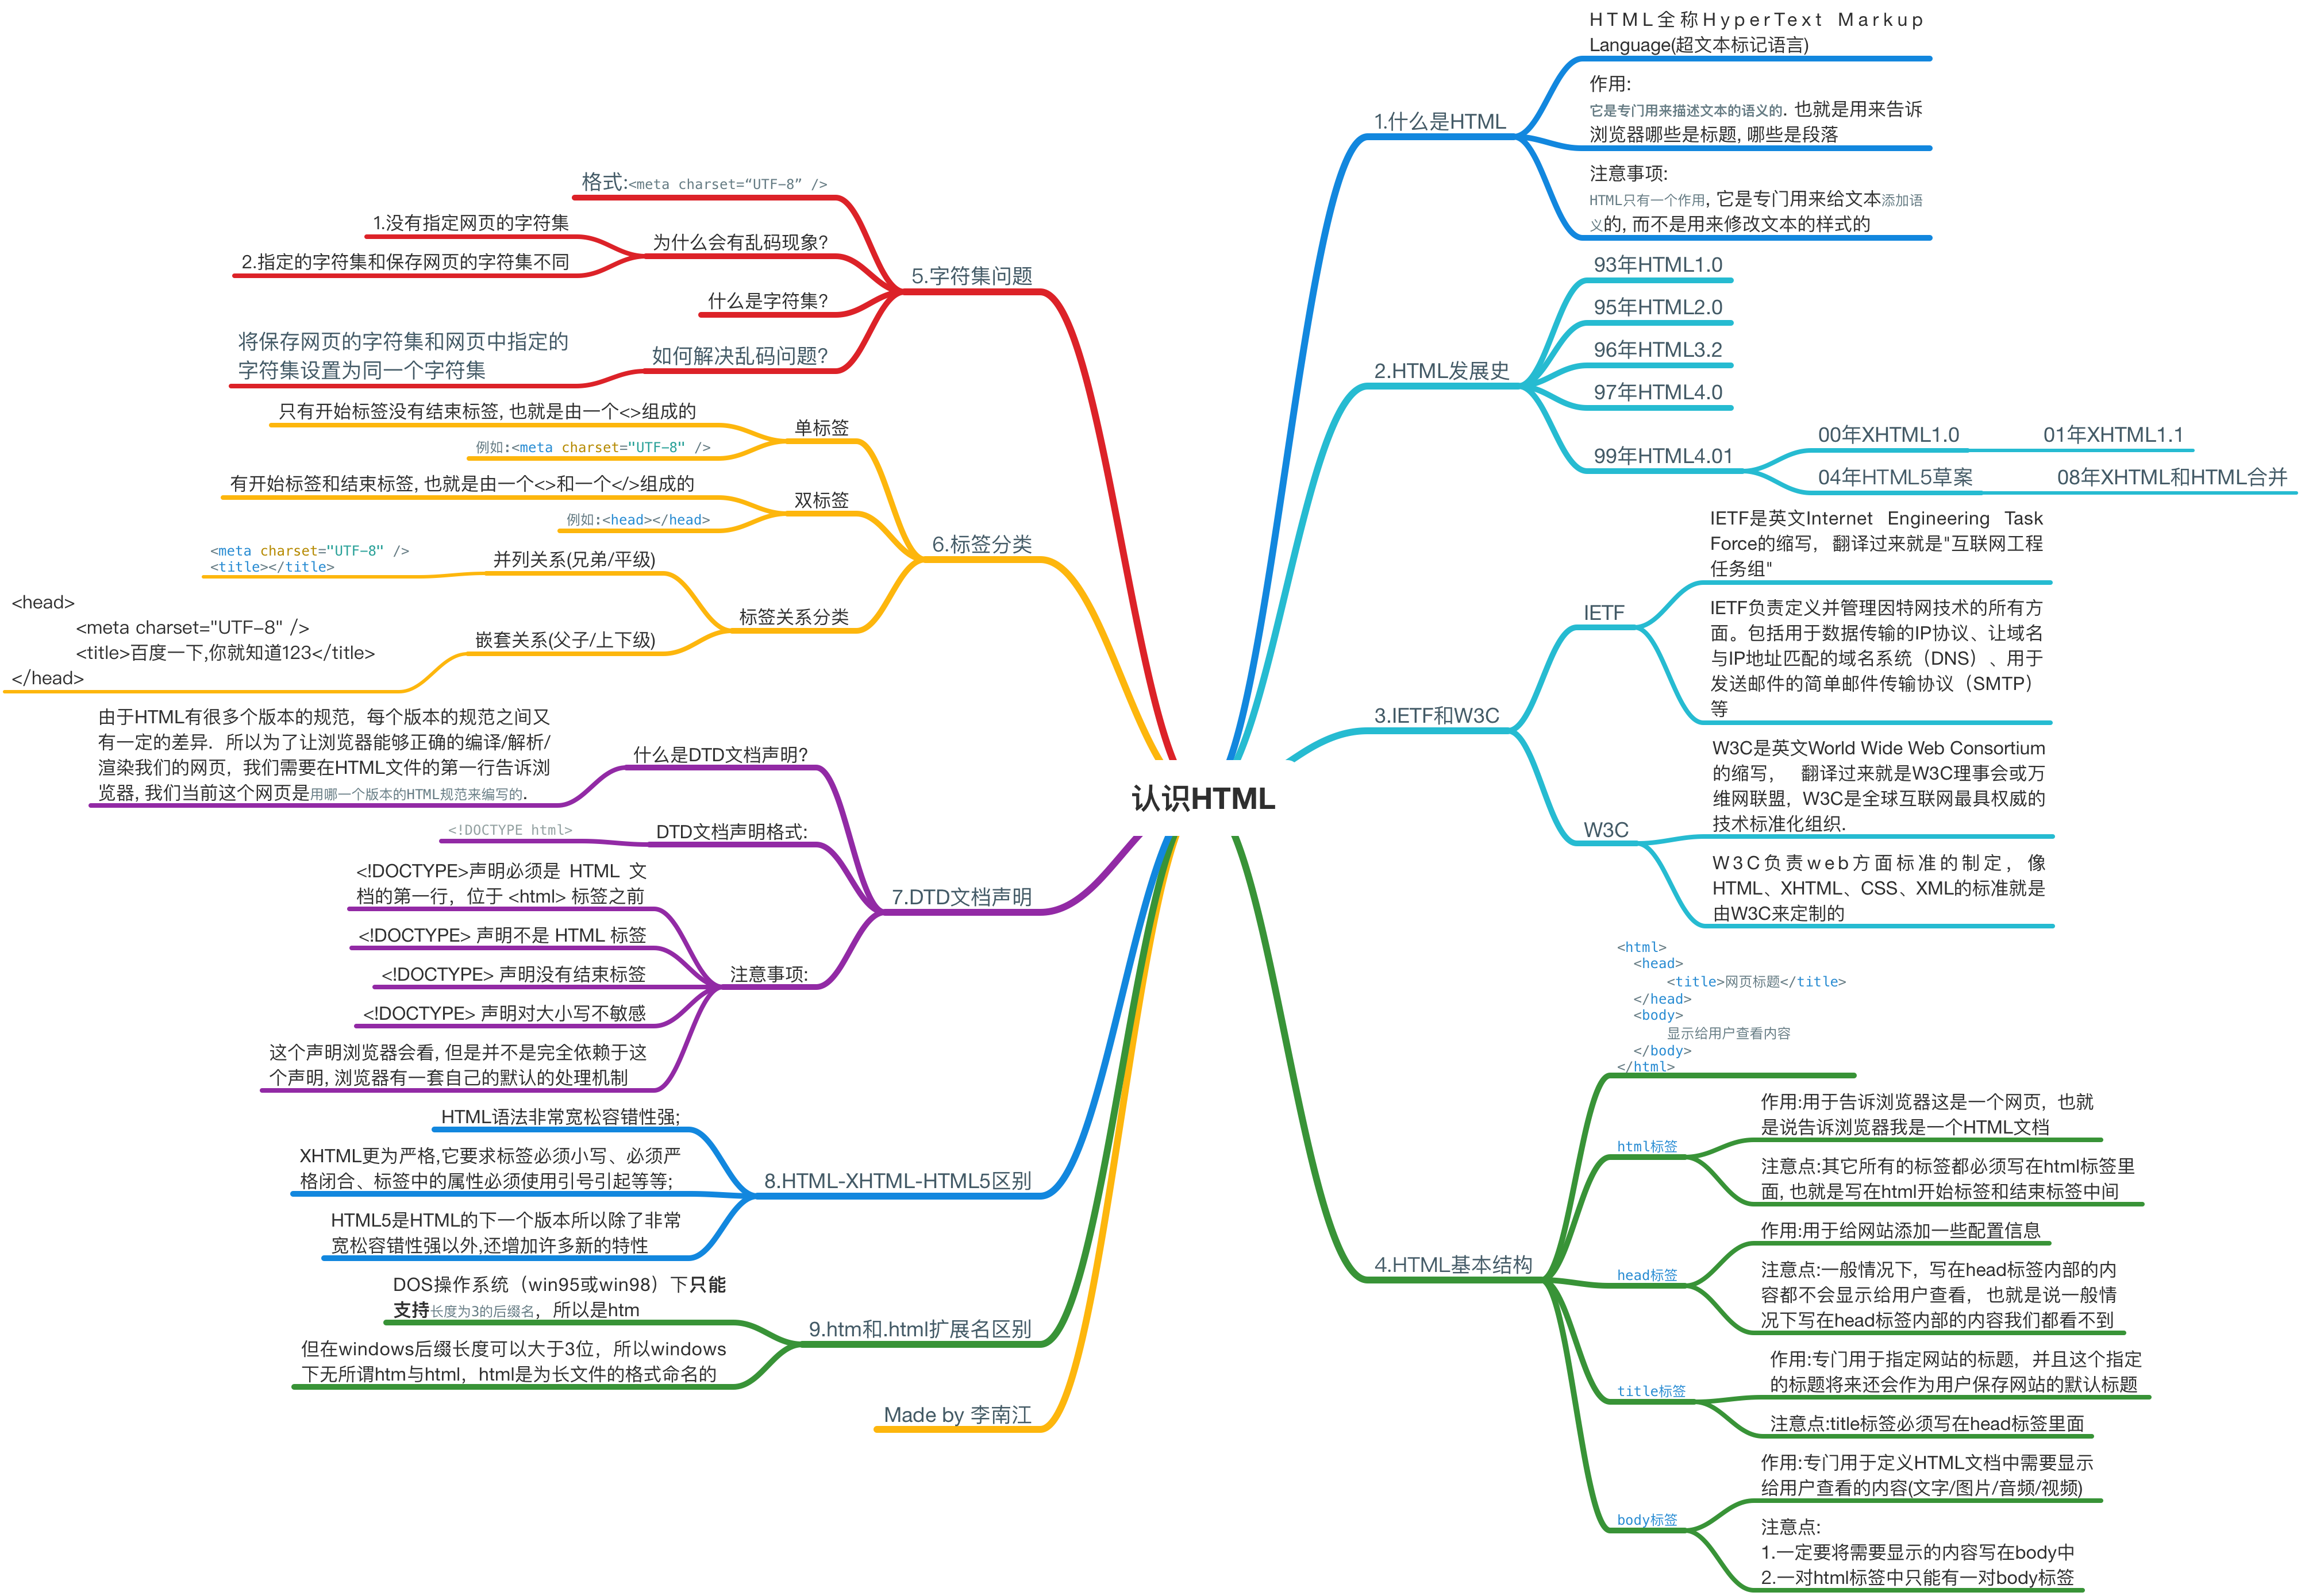 认识HTML
1.什么是HTML
HTML全称HyperText Markup
Language(超文本标记语言)
作用:
它是专门用来描述文本的语义的. 也就是用来告诉
浏览器哪些是标题, 哪些是段落
注意事项:
HTML只有一个作用, 它是专门用来给文本添加语
义的, 而不是用来修改文本的样式的
2.HTML发展史
93年HTML1.0
95年HTML2.0
96年HTML3.2
97年HTML4.0
99年HTML4.01
00年XHTML1.0
01年XHTML1.1
04年HTML5草案
08年XHTML和HTML合并
3.IETF和W3C
IETF
IETF是英文Internet Engineering Task
Force的缩写，翻译过来就是"互联网工程
任务组"
IETF负责定义并管理因特网技术的所有方
面。包括用于数据传输的IP协议、让域名
与IP地址匹配的域名系统（DNS）、用于
发送邮件的简单邮件传输协议（SMTP）
等
W3C
W3C是英文World Wide Web Consortium
的缩写， 翻译过来就是W3C理事会或万
维网联盟，W3C是全球互联网最具权威的
技术标准化组织.
W3C负责web方面标准的制定，像
HTML、XHTML、CSS、XML的标准就是
由W3C来定制的
4.HTML基本结构
<html>
<head>
<title>网页标题</title>
</head>
<body>
显示给用户查看内容
</body>
</html>
html标签
作用:用于告诉浏览器这是一个网页，也就
是说告诉浏览器我是一个HTML文档
注意点:其它所有的标签都必须写在html标签里
面, 也就是写在html开始标签和结束标签中间
head标签
作用:用于给网站添加一些配置信息
注意点:一般情况下，写在head标签内部的内
容都不会显示给用户查看，也就是说一般情
况下写在head标签内部的内容我们都看不到
title标签
作用:专门用于指定网站的标题，并且这个指定
的标题将来还会作为用户保存网站的默认标题
注意点:title标签必须写在head标签里面
body标签
作用:专门用于定义HTML文档中需要显示
给用户查看的内容(文字/图片/音频/视频)
注意点:
1.一定要将需要显示的内容写在body中
2.一对html标签中只能有一对body标签
5.字符集问题
格式:<meta charset=“UTF-8” />
为什么会有乱码现象?
1.没有指定网页的字符集
2.指定的字符集和保存网页的字符集不同
什么是字符集?
如何解决乱码问题?
将保存网页的字符集和网页中指定的
字符集设置为同一个字符集
6.标签分类
单标签
只有开始标签没有结束标签, 也就是由一个<>组成的
例如:<meta charset="UTF-8" />
双标签
有开始标签和结束标签, 也就是由一个<>和一个</>组成的
例如:<head></head>
标签关系分类
并列关系(兄弟/平级)
<meta charset="UTF-8" />
<title></title>
嵌套关系(父子/上下级)
<head>
<meta charset="UTF-8" />
<title>百度一下,你就知道123</title>
</head>
7.DTD文档声明
什么是DTD文档声明?
由于HTML有很多个版本的规范，每个版本的规范之间又
有一定的差异. 所以为了让浏览器能够正确的编译/解析/
渲染我们的网页，我们需要在HTML文件的第一行告诉浏
览器, 我们当前这个网页是用哪一个版本的HTML规范来编写的.
DTD文档声明格式:
<!DOCTYPE html>
注意事项:
<!DOCTYPE>声明必须是 HTML 文
档的第一行，位于 <html> 标签之前
<!DOCTYPE> 声明不是 HTML 标签
<!DOCTYPE> 声明没有结束标签
<!DOCTYPE> 声明对大小写不敏感
这个声明浏览器会看, 但是并不是完全依赖于这
个声明, 浏览器有一套自己的默认的处理机制
8.HTML-XHTML-HTML5区别
HTML语法非常宽松容错性强;
XHTML更为严格,它要求标签必须小写、必须严
格闭合、标签中的属性必须使用引号引起等等;
HTML5是HTML的下一个版本所以除了非常
宽松容错性强以外,还增加许多新的特性
9.htm和.html扩展名区别
DOS操作系统（win95或win98）下只能
支持长度为3的后缀名，所以是htm
但在windows后缀长度可以大于3位，所以windows
下无所谓htm与html，html是为长文件的格式命名的
Made by 李南江